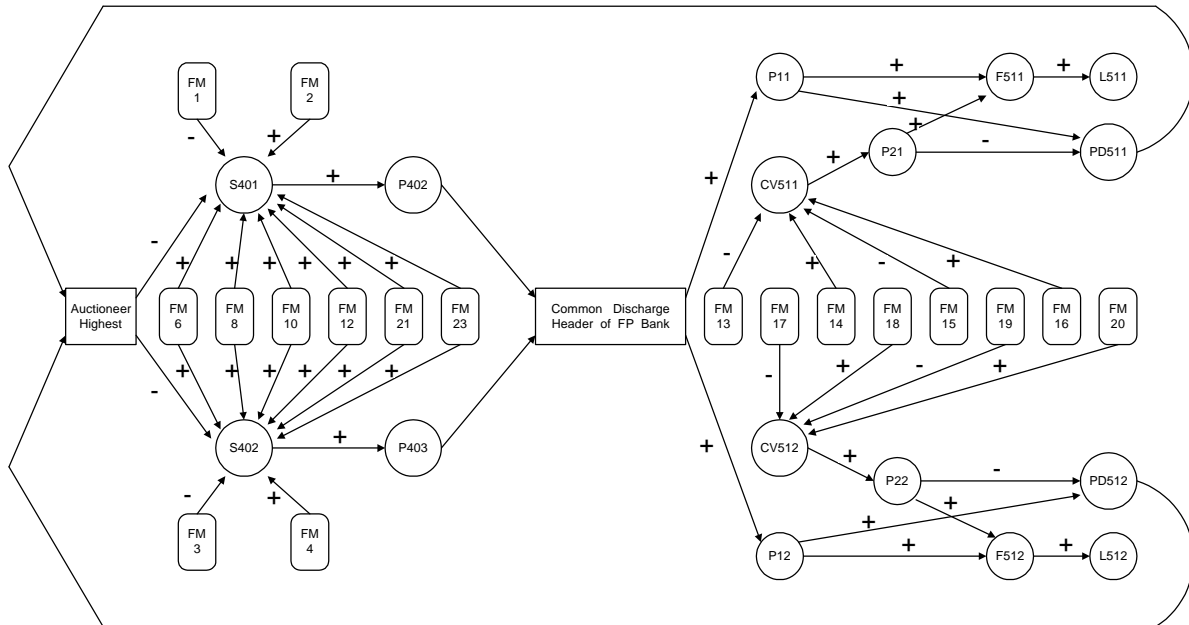 FM
1
FM
2
-
+
S401
+
P402
-
+
+
+
+
+
+
Auctioneer
Highest
FM
6
FM
8
FM
10
FM
12
FM
21
FM
23
-
+
+
+
+
+
+
S402
+
P403
-
+
FM
3
FM
4
Common Discharge
Header of FP Bank
+
+
P11
+
F511
+
L511
+
+
P21
-
PD511
+
CV511
-
+
-
+
FM
13
FM
17
FM
14
FM
18
FM
15
FM
19
FM
16
FM
20
-
+
-
+
CV512
+
P22
-
PD512
+
+
P12
+
F512
+
L512